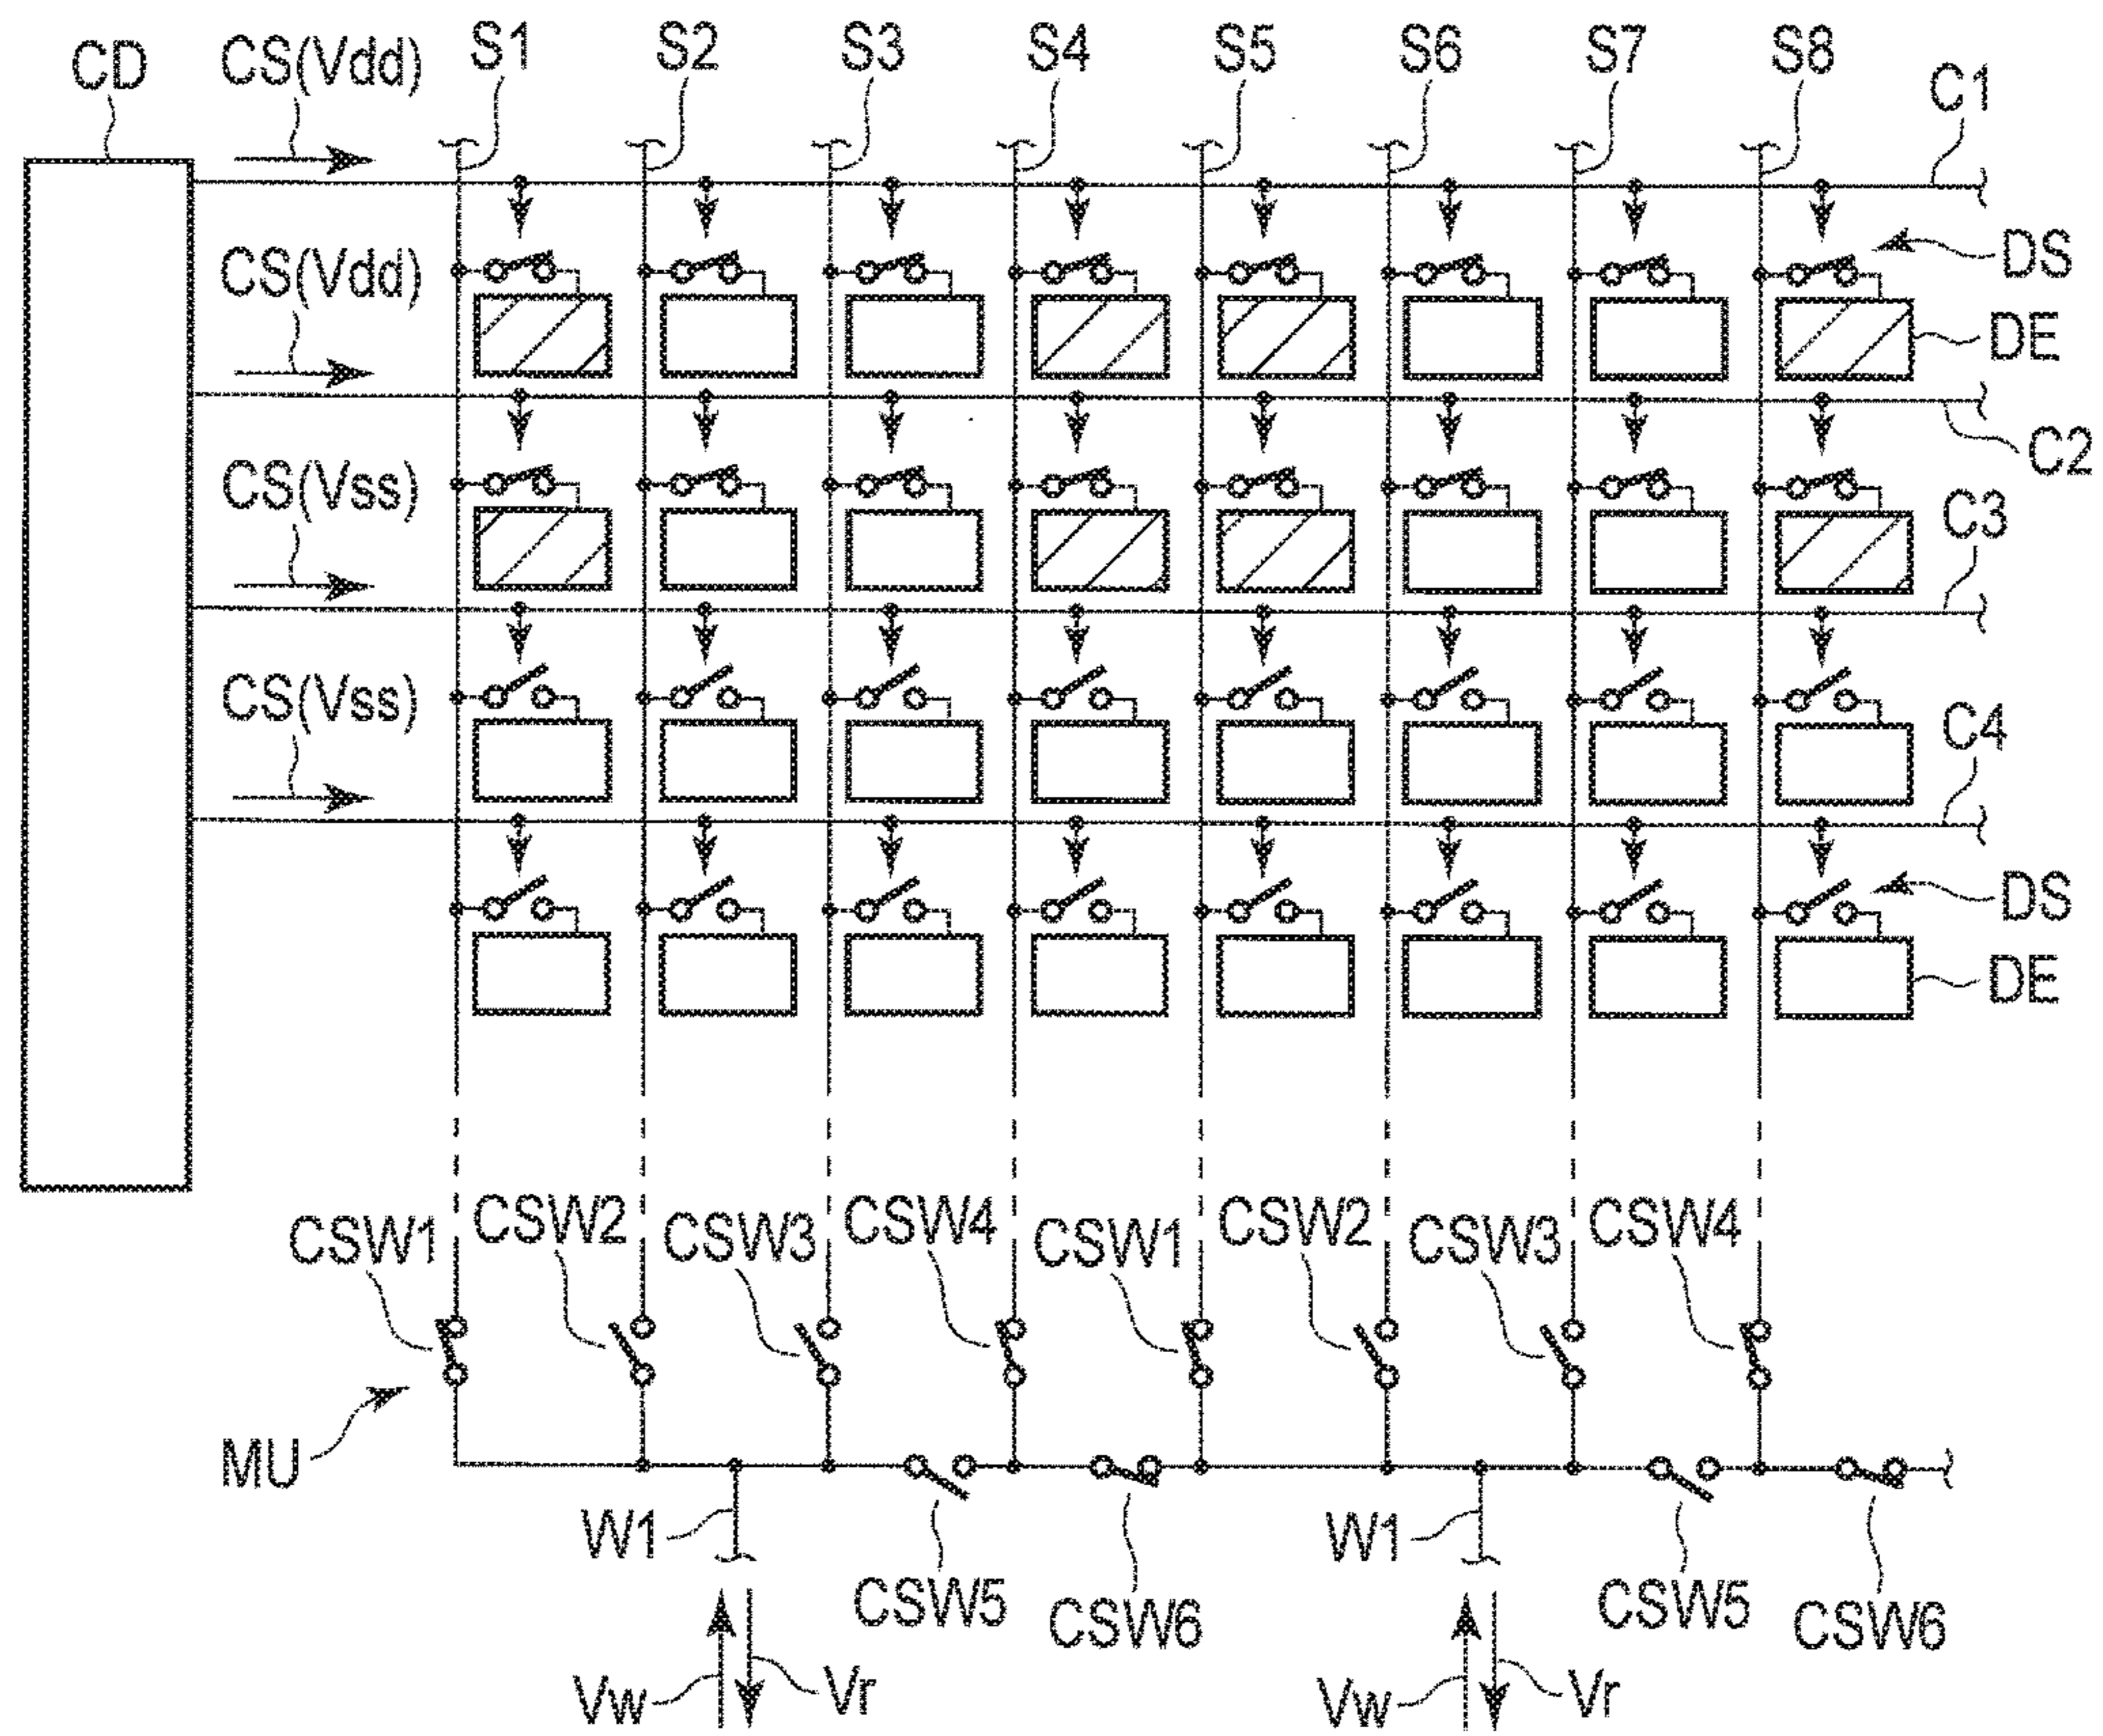 CD
CS(Vdd)
S1
S2
S3
S4
S5
S6
S7
S8
C1
CS(Vdd)
DS
DE
C2
CS(Vss)
C3
CS(Vss)
C4
DS
DE
CSW1
CSW2
CSW3
CSW4
CSW1
CSW2
CSW3
CSW4
MU
W1
CSW5
CSW6
W1
CSW5
CSW6
Vw
Vr
Vw
Vr